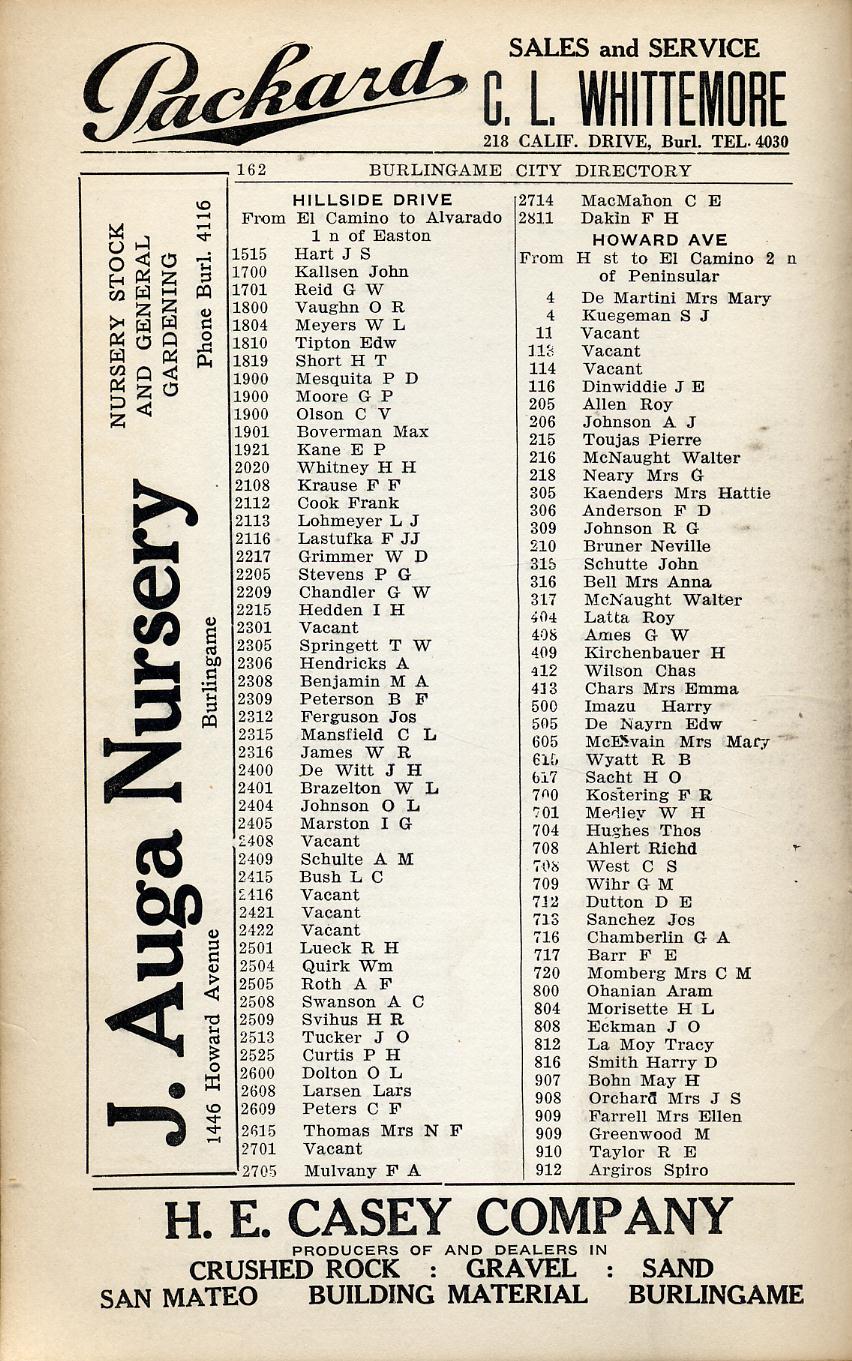 Packard
SALES and SERVICE
C. L. WHITTEMORE
218 CALIF. DRIVE, Burl. TEL. 4030
162 BURLINGAME CITY DIRECTORY
J. Auga Nursery
NURSERY STOCK
AND GENERAL
GARDENING
Phone Burl. 4116
1446 Howard Avenue Burlingame
HILLSIDE DRIVE
From El Camino to Alvarado
1 n of Easton
1515 Hart J S
1700 Kallsen John
1701 Reid G W
1800 Vaughn O R
1804 Meyers W L
1810 Tipton Edw
1819 Short H T
1900 Mesquita P D
1900 Moore G P
1900 Olson C V
1901 Boverman Max
1921 Kane E P
2020 Whitney H H
2108 Krause F F
2112 Cook Frank
2113 Lohmeyer L J
2116 Lastufka F JJ
2217 Grimmer W D
2205 Stevens P G
2209 Chandler G W
2215 Hedden I H
2301 Vacant
2305 Springett T W
2306 Hendricks A
2308 Benjamin M A
2309 Peterson B F
2312 Ferguson Jos
2315 Mansfield C L
2316 James W R
2400 De Witt J H
2401 Brazelton W L
2404 Johnson O L
2405 Marston I G
2408 Vacant
2409 Schulte A M
2415 Bush L C
2416 Vacant
2421 Vacant
2422 Vacant
2501 Lueck R H
2504 Quirk Wm
2505 Roth A F
2508 Swanson A C
2509 Svihus H R
2513 Tucker J O
2525 Curtis P H
2600 Dolton O L
2608 Larsen Lars
2609 Peters C F
2615 Thomas Mrs N F
2701 Vacant
2705 Mulvany F A
2714 MacMahon C E
2811 Dakin F H
HOWARD AVE
From H st to El Camino 2 n
of Peninsular
4 De Martini Mrs Mary
4 Kuegeman S J
11 Vacant
113 Vacant
114 Vacant
116 Dinwiddie J E
205 Allen Roy
206 Johnson A J
215 Toujas Pierre
216 McNaught Walter
218 Neary Mrs G
305 Kaenders Mrs Hattie
306 Anderson F D
309 Johnson R G
210 Bruner Neville
315 Schutte John
316 Bell Mrs Anna
317 McNaught Walter
404 Latta Roy
408 Ames G W
409 Kirchenbauer H
412 Wilson Chas
413 Chars Mrs Emma
500 Imazu Harry
505 De Nayrn Edw
605 Mrs Mary
615 Wyatt R B
617 Sacht H O
700 Kostering F R
701 Medley W H
704 Hughes Thos
708 Ahlert Richd
708 West C S
709 Wihr G M
712 Dutton D E
713 Sanchez Jos
716 Chamberlin G A
717 Barr F E
720 Momberg Mrs C M
800 Ohanian Aram
804 Morisette H L
808 Eckman J O
812 La Moy Tracy
816 Smith Harry D
907 Bohn May H
908 Orchard Mrs J S
909 Farrell Mrs Ellen
909 Greenwood M
910 Taylor R E
912 Argiros Spiro
H. E. CASEY COMPANY
PRODUCERS OF AND DEALERS IN
CRUSHED ROCK : GRAVEL : SAND
SAN MATEO BUILDING MATERIAL BURLINGAME